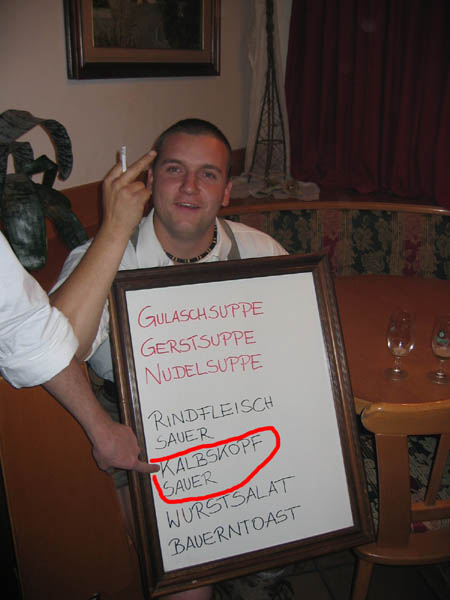 GULASCHSUPPE
GERSTSUPPE
NUDELSUPPE
RINDFLEISCH
SAUER
KALBSKOPF
SAUER
WURSTSALAT
BAUERNTOAST